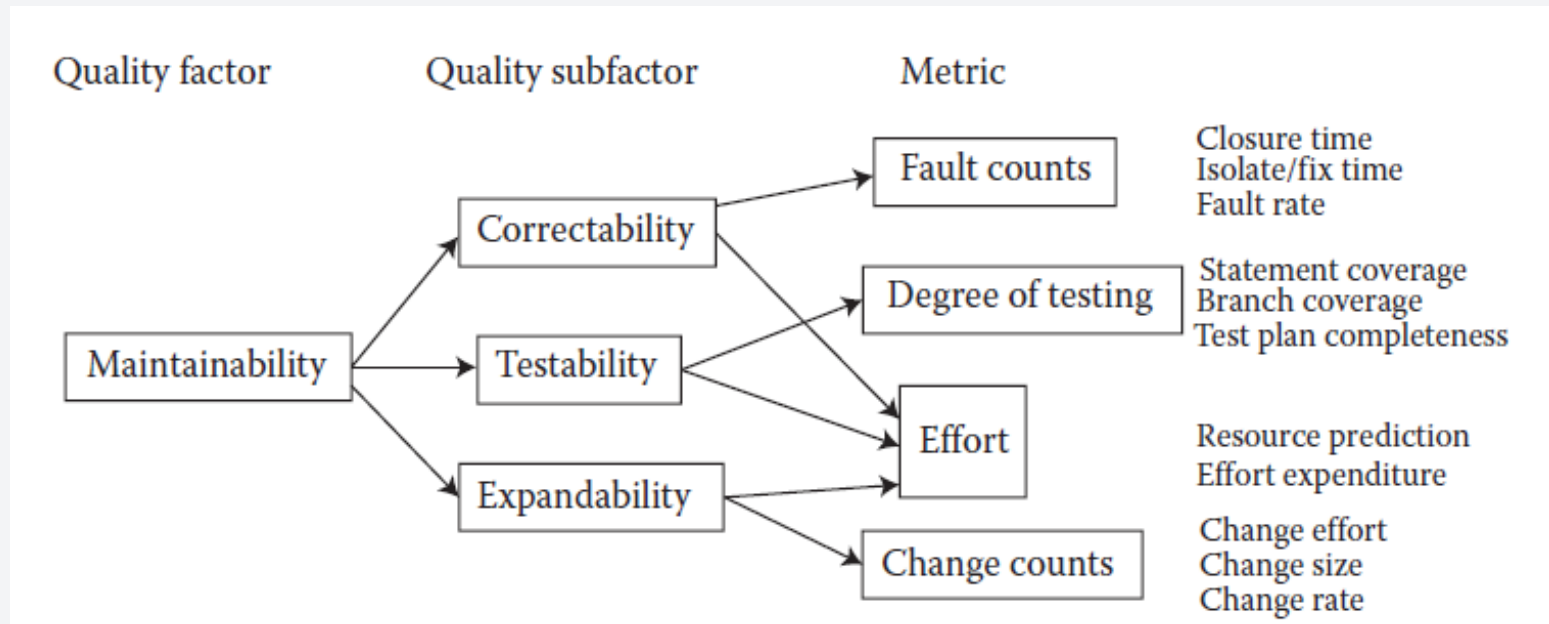 Quality factor
Quality subfactor
Metric
Fault counts
Closure time
Isolate/fix time
Fault rate
Correctability
Degree of testing
Statement coverage
Branch coverage
Test plan completeness
Maintainability
Testability
Effort
Resource prediction
Effort expenditure
Expandability
Change counts
Change effort
Change size
Change rate